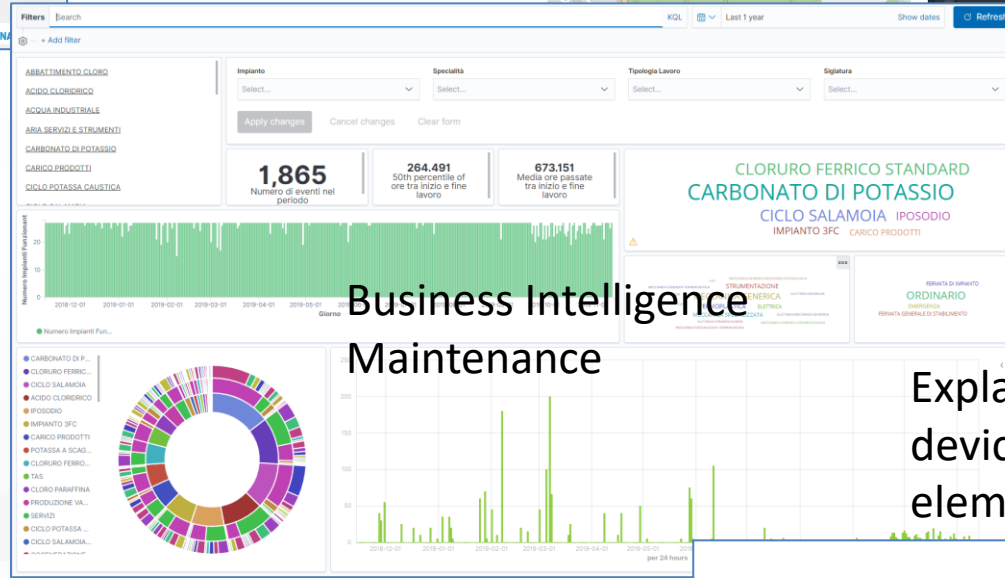 NA
Filters Search KQL Last 1 year Show dates Refresh
+ Add filter
ABBATTIMENTO CLORO
ACIDO CLORIDRICO
ACQUA INDUSTRIALE
ARIA SERVIZI E STRUMENTI
CARBONATO DI POTASSIO
CARICO PRODOTTI
CICLO POTASSA CAUSTICA
Impianto Specialità Tipologia Lavoro Siglatura
Select... Select... Select... Select...
Apply changes Cancel changes Clear form
1,865
Numero di eventi nel
periodo
264.491
50th percentile of
ore tra inizio e fine
lavoro
673.151
Media ore passate
tra inizio e fine
lavoro
CLORURO FERRICO STANDARD
CARBONATO DI POTASSIO
CICLO SALAMOIA IPOSODIO
IMPIANTO 3FC CARICO PRODOTTI
Numero Impianti Funzionant
20
10
0
2018-12-01 2019-01-01 2019-02-01 2019-03-01 2019-04-01 2019-05-01
Giorno
Numero Impianti Fun...
STRUMENTAZIONE
ELETTRICA
FERMATA DI IMPIANTO
ORDINARIO
EMERGENZA
FERMATA GENERALE DI STABILIMENTO
Business Intelligence
Maintenance
CARBONATO DI P...
CLORURO FERRIC...
CICLO SALAMOIA
ACIDO CLORIDRICO
IPOSODIO
IMPIANTO 3FC
CARICO PRODOTTI
POTASSA A SCAG...
CLORURO FERRO...
TAS
CLORO PARAFFINA
PRODUZIONE VA...
SERVIZI
CICLO POTASSA ...
CICLO SALAMOIA...
200
150
100
50
0
2018-12-01 2019-01-01 2019-02-01 2019-03-01 2019-04-01 2019-05-01
per 24 hours
Expla
devic
elem